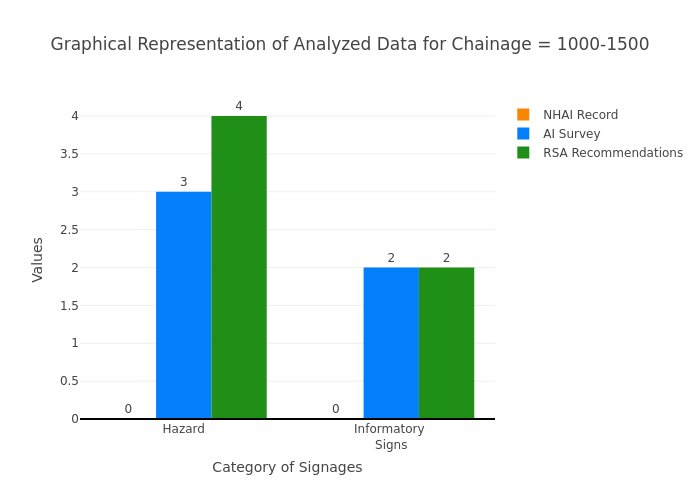 Graphical Representation of Analyzed Data for Chainage = 1000-1500
NHAI Record
AI Survey
RSA Recommendations
Values
4
3.5
3
2.5
2
1.5
1
0.5
0
0
3
4
0
2
2
Hazard
Informatory
Signs
Category of Signages